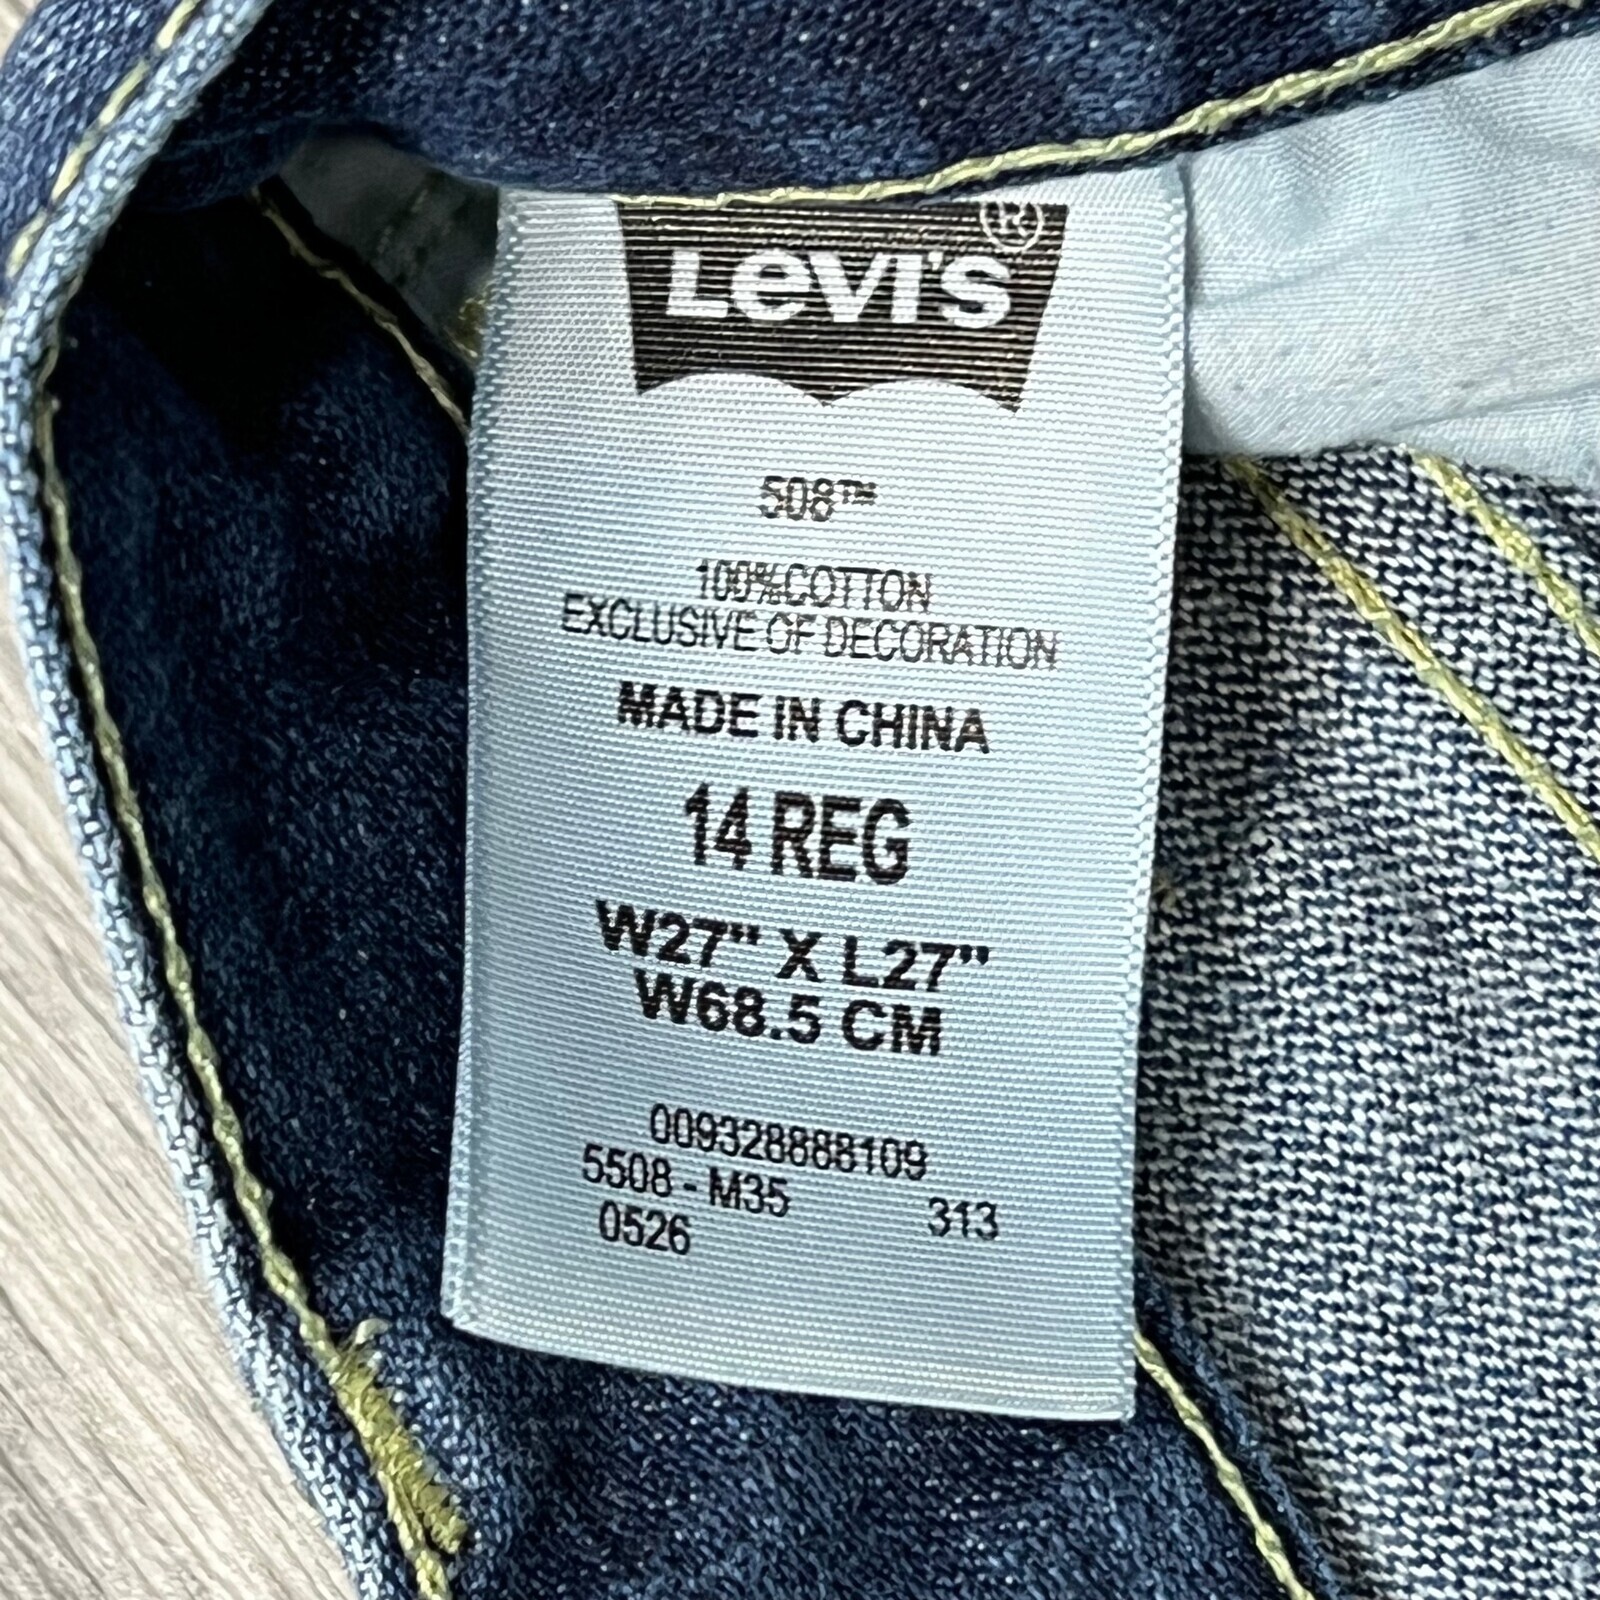 Levi's®
508™
100%COTTON
EXCLUSIVE OF DECORATION
MADE IN CHINA
14 REG
W27" X L27"
W68.5 CM
009328888109
5508 - M35 313
0526